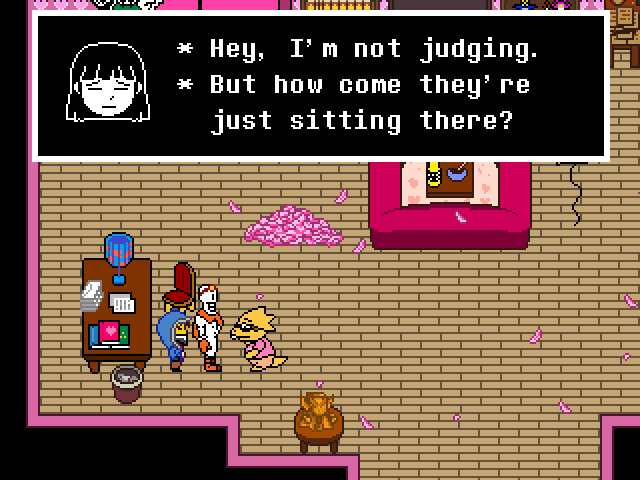 * Hey, I'm not judging.
* But how come they're
just sitting there?